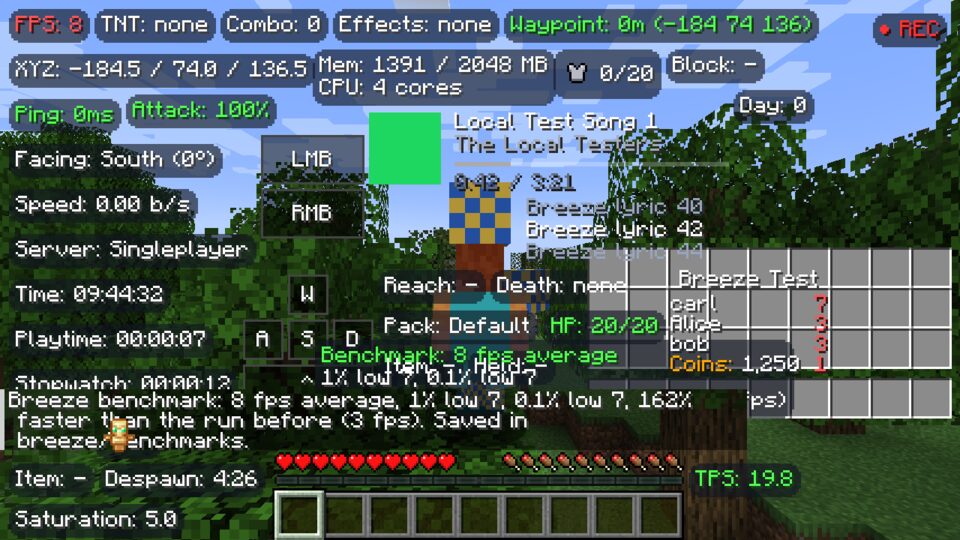 FPS: 8 TNT: none Combo: 0 Effects: none Waypoint: 0m (-184 74 136) ● REC
XYZ: -184.5 / 74.0 / 136.5 Mem: 1391 / 2048 MB 0/20 Block: -
CPU: 4 cores
Ping: 0ms Attack: 100% Day: 0
Local Test Song 1
The Local Testers
Facing: South (0°) LMB
0:42 / 3:21
Speed: 0.00 b/s RMB
Breeze lyric 40
Breeze lyric 42
Breeze lyric 44
Server: Singleplayer
Reach: - Death: none
Breeze Test
Time: 09:44:32 W
carl 7
Alice 3
bob 3
Coins: 1,250 1
Pack: Default HP: 20/20
Playtime: 00:00:07 A S D
Benchmark: 8 fps average
1% low 7, 0.1% low 7
Item: - Held: -
Stopwatch: 00:00:12
Breeze benchmark: 8 fps average, 1% low 7, 0.1% low 7, 162%
faster than the run before (3 fps). Saved in
breeze/benchmarks.
fps)
Item: - Despawn: 4:26 TPS: 19.8
Saturation: 5.0